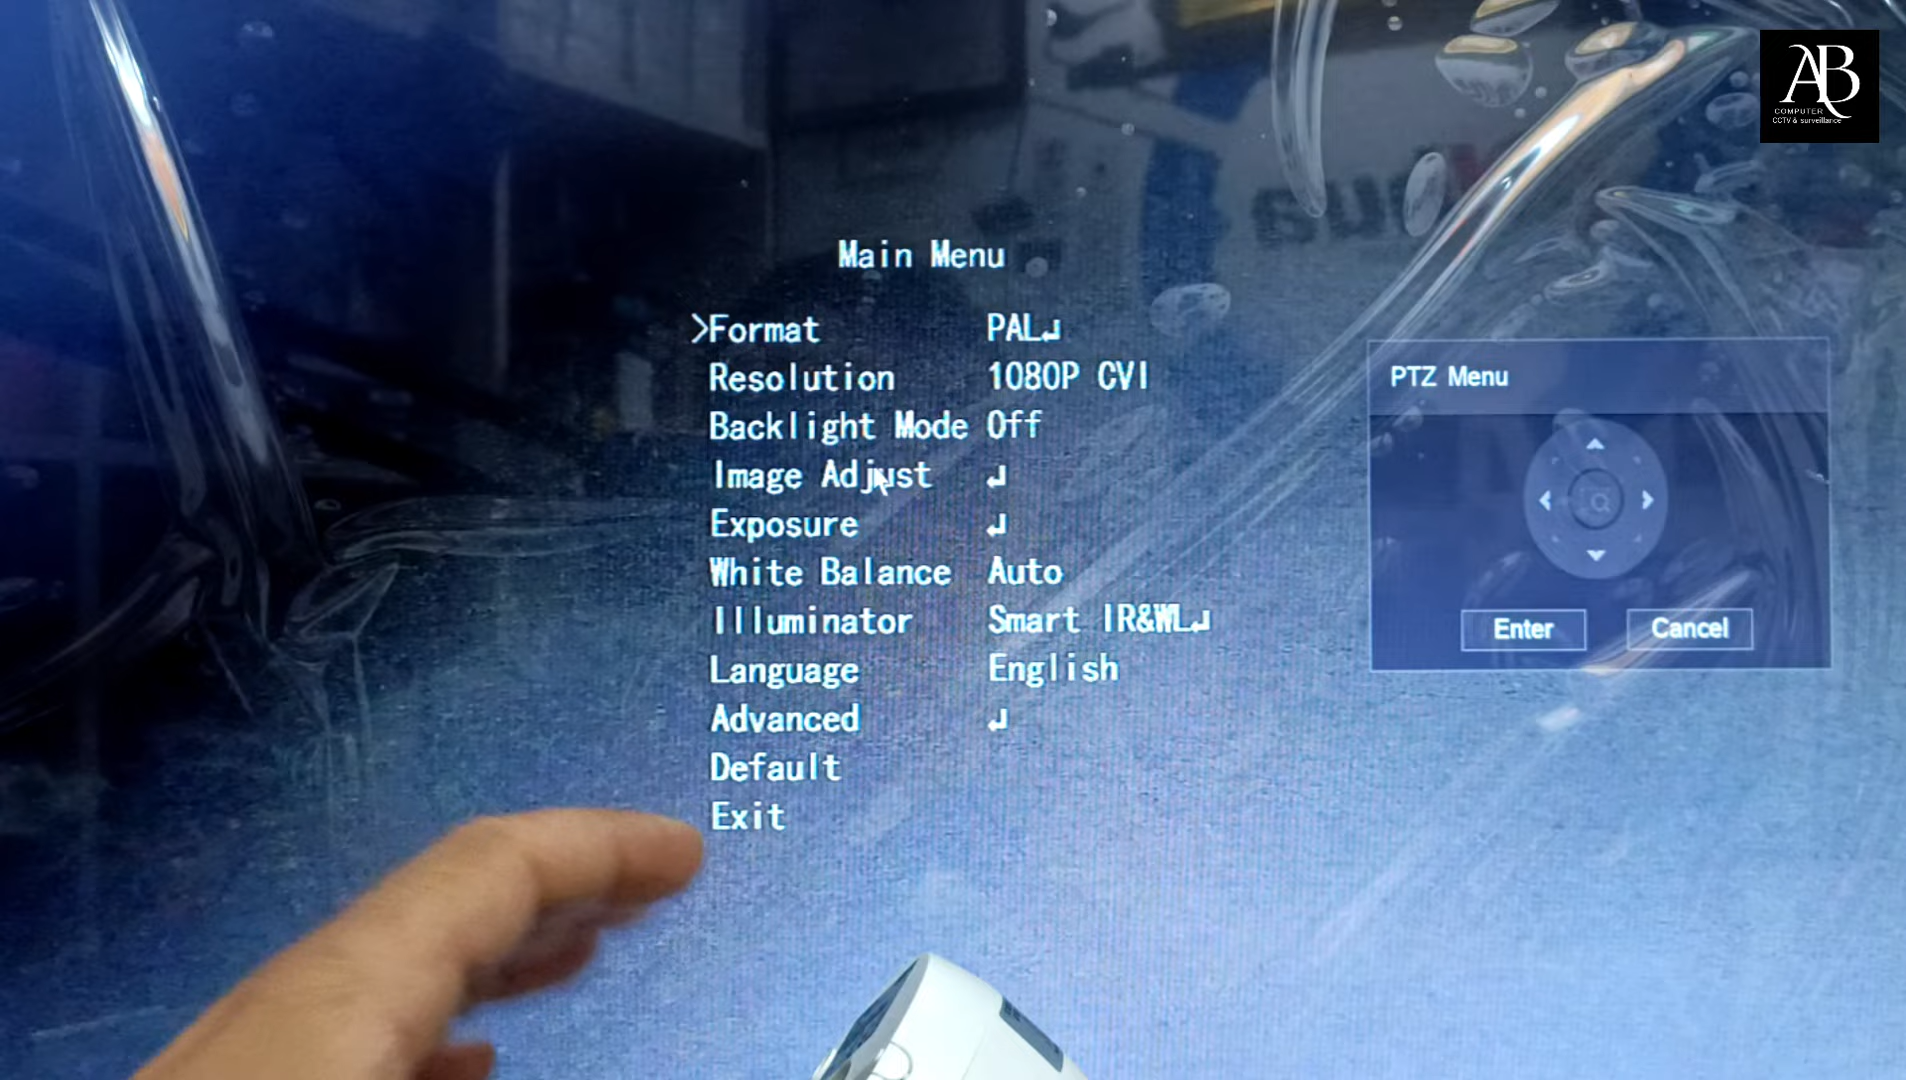 AB
COMPUTER
CCTV & surveillance
Main Menu
>Format PAL↵
Resolution 1080P CVI
Backlight Mode Off
Image Adjust ↵
Exposure ↵
White Balance Auto
Illuminator Smart IR&WL↵
Language English
Advanced ↵
Default
Exit
PTZ Menu
Enter Cancel